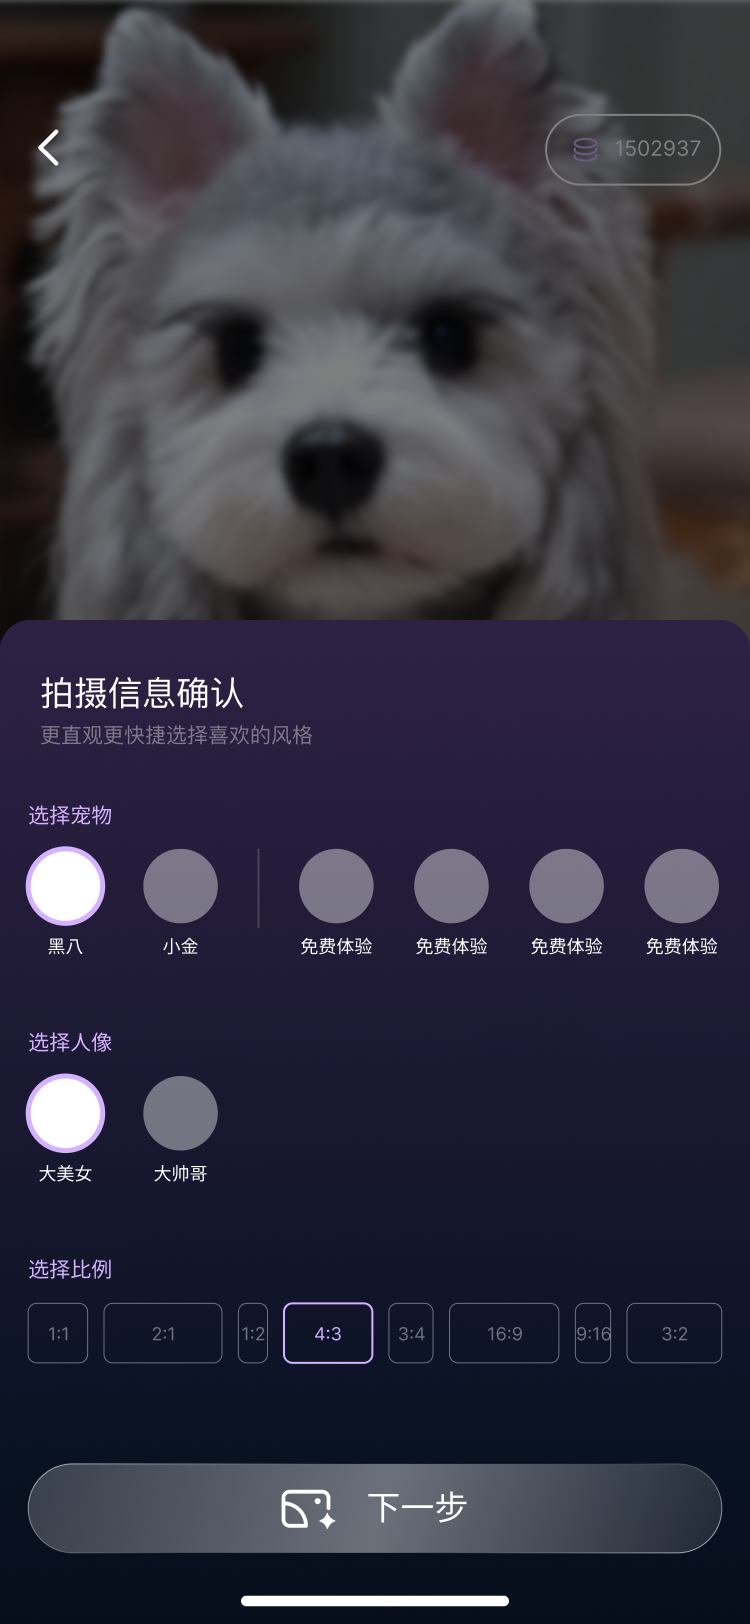 1502937
拍摄信息确认
更直观更快捷选择喜欢的风格
选择宠物
黑八 小金 免费体验 免费体验 免费体验 免费体验
选择人像
大美女 大帅哥
选择比例
1:1 2:1 1:2 4:3 3:4 16:9 9:16 3:2
下一步